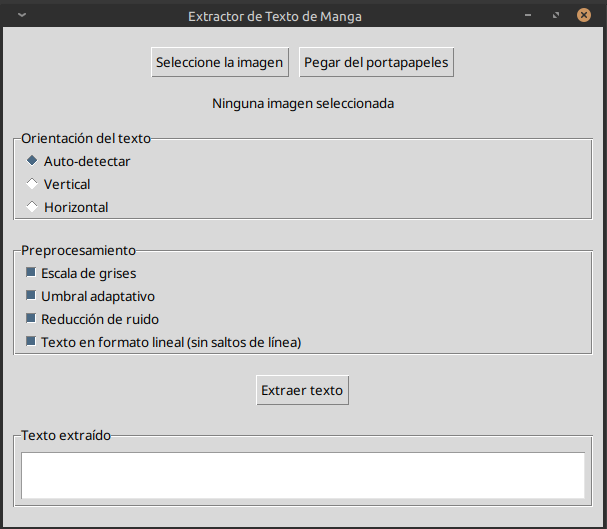 Extractor de Texto de Manga
Seleccione la imagen Pegar del portapapeles
Ninguna imagen seleccionada
Orientación del texto
Auto-detectar
Vertical
Horizontal
Preprocesamiento
Escala de grises
Umbral adaptativo
Reducción de ruido
Texto en formato lineal (sin saltos de línea)
Extraer texto
Texto extraído